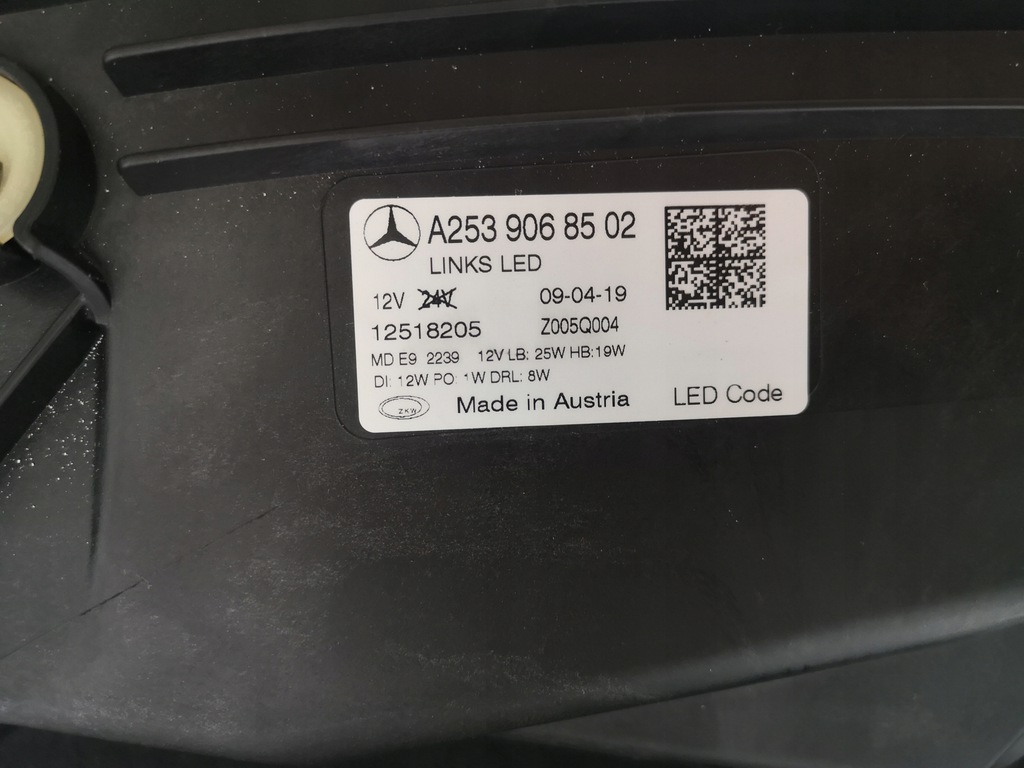 A253 906 85 02
LINKS LED
12V 24V 09-04-19
12518205 Z005Q004
MD E9 2239 12V LB: 25W HB:19W
DI: 12W PO: 1W DRL: 8W
ZKW Made in Austria LED Code